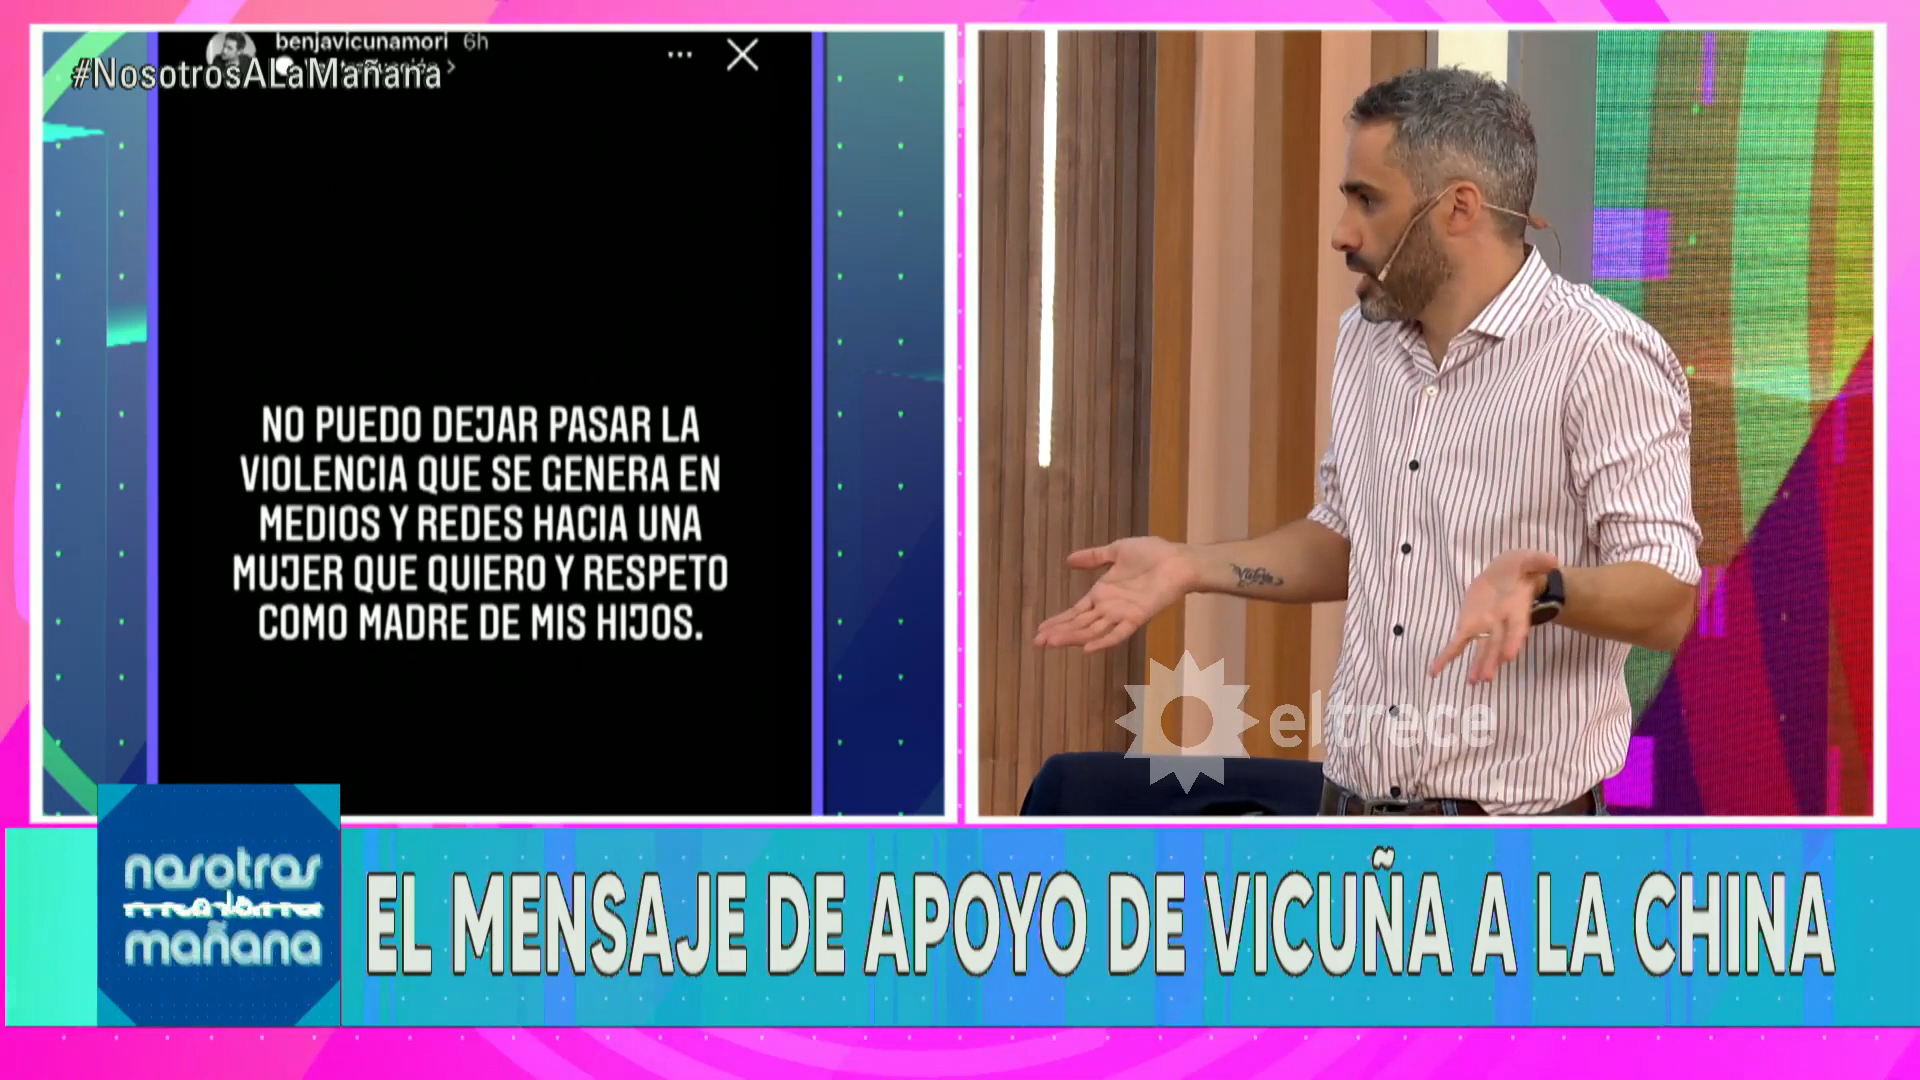 benjavicunamori 6h
#NosotrosALaMañana
NO PUEDO DEJAR PASAR LA
VIOLENCIA QUE SE GENERA EN
MEDIOS Y REDES HACIA UNA
MUJER QUE QUIERO Y RESPETO
COMO MADRE DE MIS HIJOS.
eltrece
nosotros
a la
mañana
EL MENSAJE DE APOYO DE VICUÑA A LA CHINA